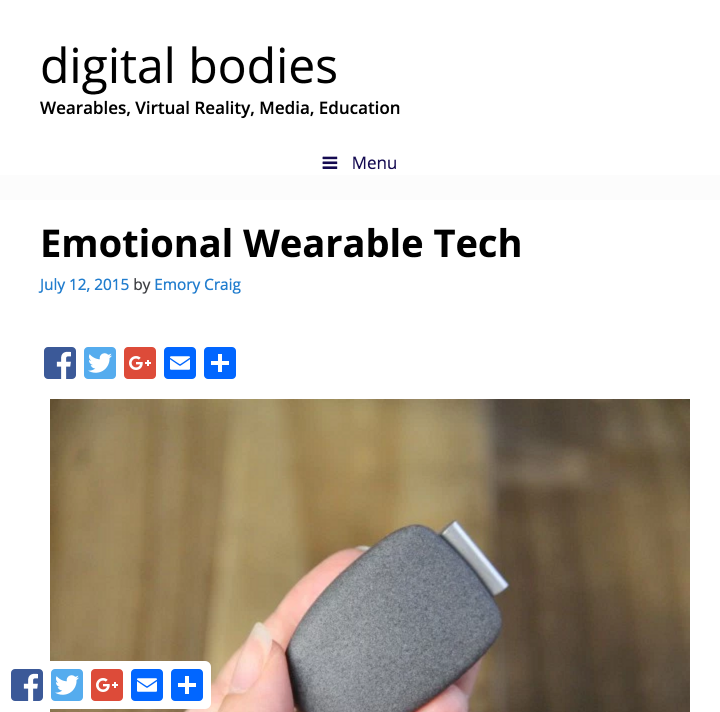 digital bodies
Wearables, Virtual Reality, Media, Education
Menu
Emotional Wearable Tech
July 12, 2015 by Emory Craig